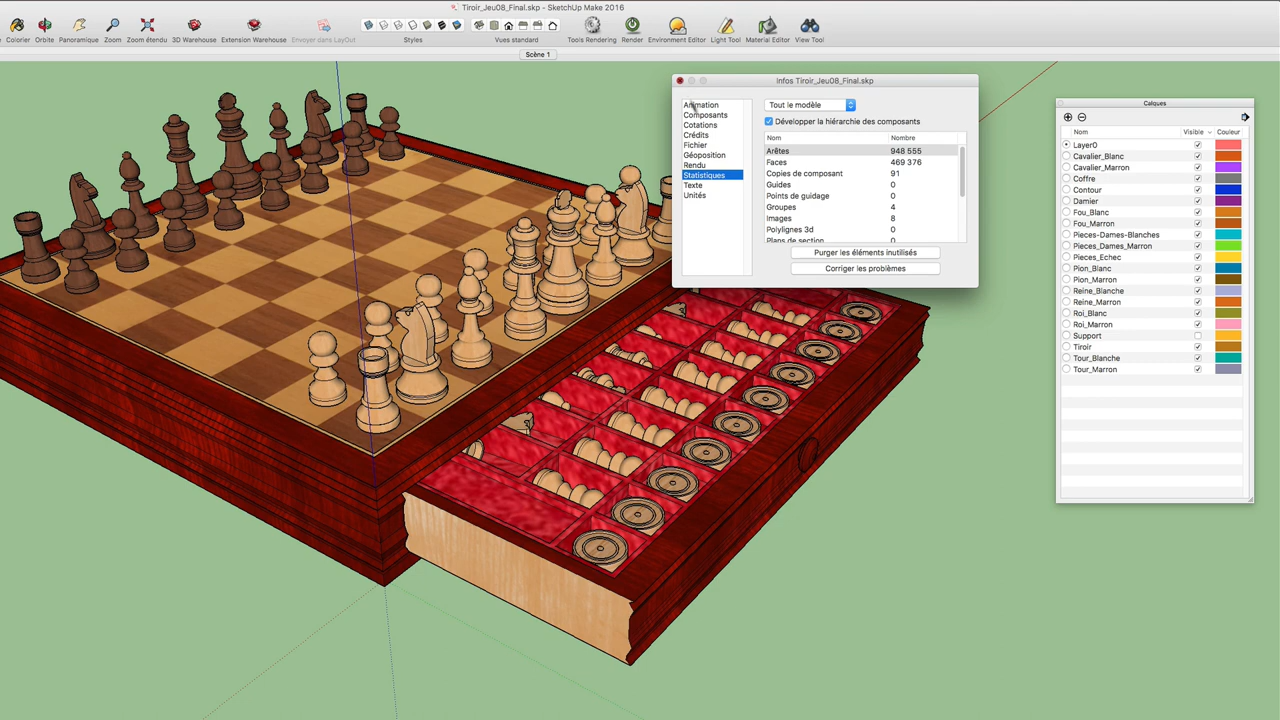 Tiroir_Jeu08_Final.skp - SketchUp Make 2016
Colorier Orbite Panoramique Zoom Zoom étendu 3D Warehouse Extension Warehouse Envoyer dans LayOut Styles Vues standard Tools Rendering Render Environment Editor Light Tool Material Editor View Tool
Scène 1
Infos Tiroir_Jeu08_Final.skp
Animation
Composants
Cotations
Crédits
Fichier
Géoposition
Rendu
Statistiques
Texte
Unités
Tout le modèle
Développer la hiérarchie des composants
Nom Nombre
Arêtes 948 555
Faces 469 376
Copies de composant 91
Guides 0
Points de guidage 0
Groupes 4
Images 8
Polylignes 3d 0
Plans de section 0
Purger les éléments inutilisés
Corriger les problèmes
Calques
Nom Visible Couleur
Layer0
Cavalier_Blanc
Cavalier_Marron
Coffre
Contour
Damier
Fou_Blanc
Fou_Marron
Pieces-Dames-Blanches
Pieces_Dames_Marron
Pieces_Echec
Pion_Blanc
Pion_Marron
Reine_Blanche
Reine_Marron
Roi_Blanc
Roi_Marron
Support
Tiroir
Tour_Blanche
Tour_Marron